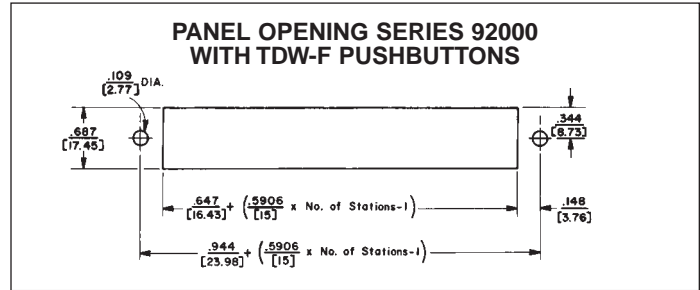 PANEL OPENING SERIES 92000
WITH TDW-F PUSHBUTTONS
.109
[2.77] DIA.
.687
[17.45]
.344
[8.73]
.647
[16.43] + (.5906
[15] x No. of Stations-1)
.148
[3.76]
.944
[23.98] + (.5906
[15] x No. of Stations-1)